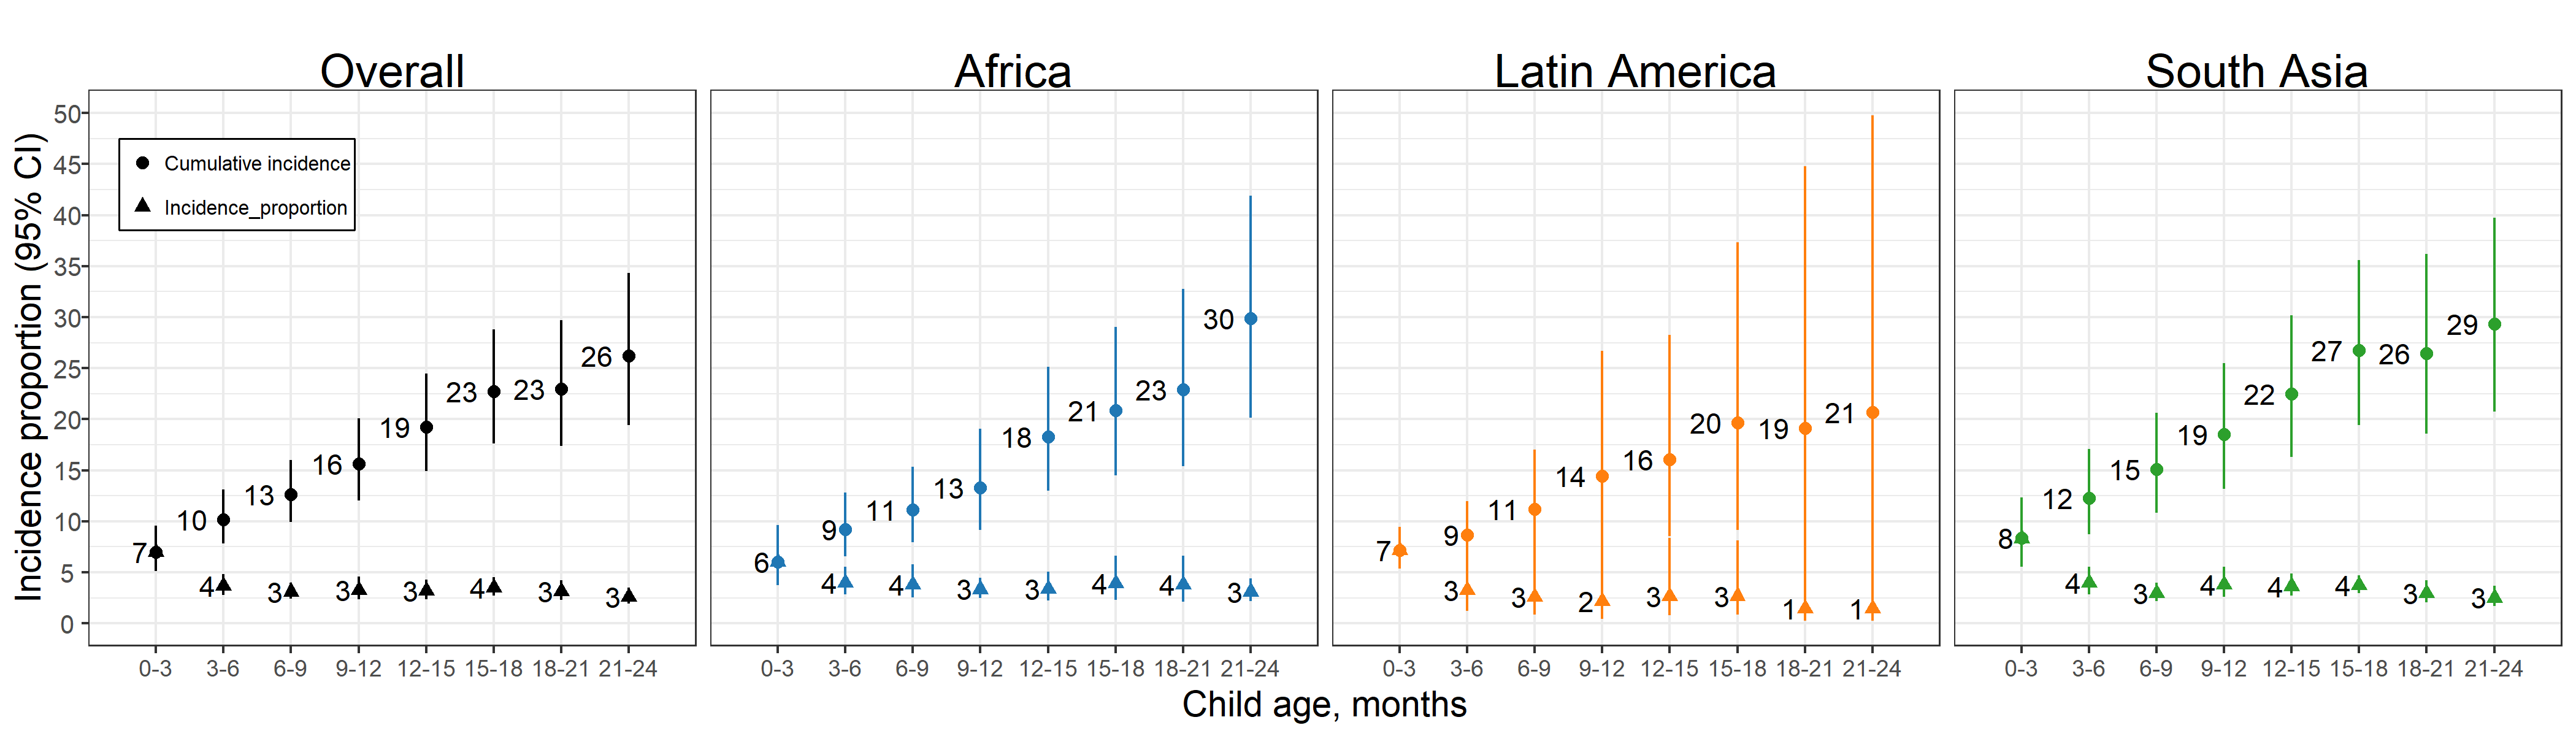 Overall
Africa
Latin America
South Asia
Incidence proportion (95% CI)
50
45
40
35
30
25
20
15
10
5
0
Cumulative incidence
Incidence_proportion
7 10 13 16 19 23 23 26
4 3 3 3 4 3 3
6 9 11 13 18 21 23 30
4 4 3 3 4 4 3
7 9 11 14 16 20 19 21
3 3 2 3 3 1 1
8 12 15 19 22 27 26 29
4 3 4 4 4 3 3
0-3 3-6 6-9 9-12 12-15 15-18 18-21 21-24
0-3 3-6 6-9 9-12 12-15 15-18 18-21 21-24
0-3 3-6 6-9 9-12 12-15 15-18 18-21 21-24
0-3 3-6 6-9 9-12 12-15 15-18 18-21 21-24
Child age, months